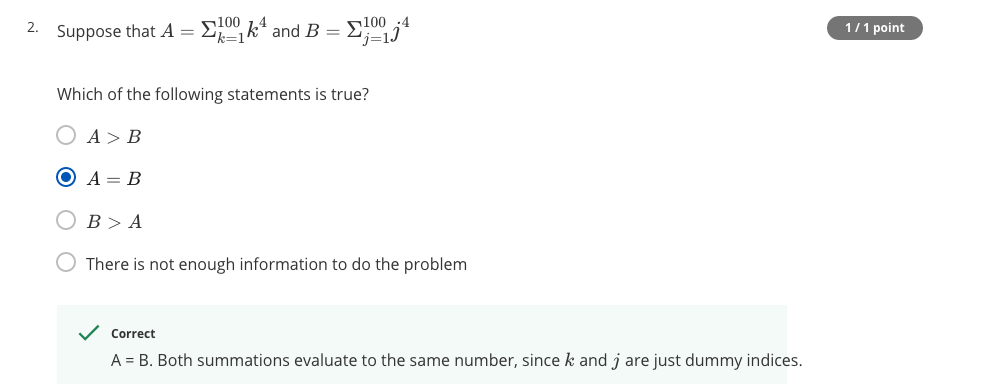 2. Suppose that $A = \Sigma_{k=1}^{100} k^4$ and $B = \Sigma_{j=1}^{100} j^4$
1 / 1 point
Which of the following statements is true?
$A > B$
$A = B$
$B > A$
There is not enough information to do the problem
Correct
A = B. Both summations evaluate to the same number, since $k$ and $j$ are just dummy indices.